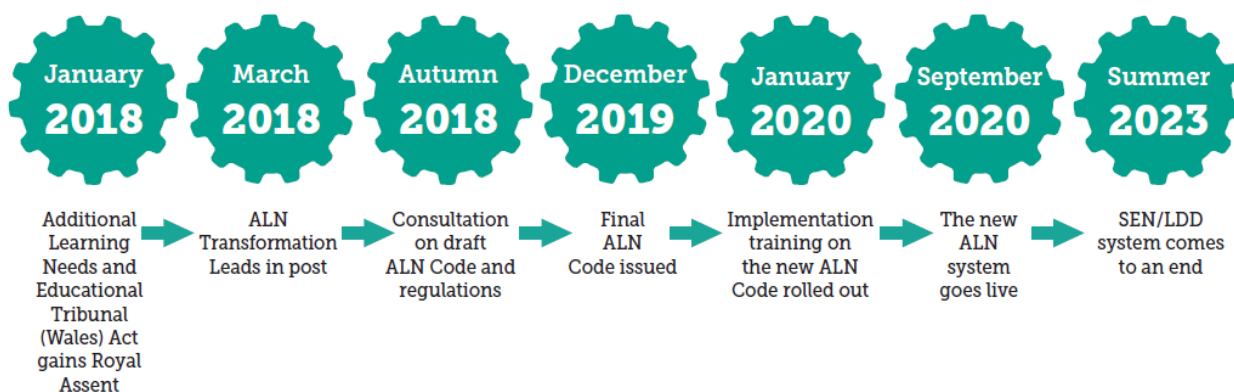 January
2018
March
2018
Autumn
2018
December
2019
January
2020
September
2020
Summer
2023
Additional
Learning
Needs and
Educational
Tribunal
(Wales) Act
gains Royal
Assent
ALN
Transformation
Leads in post
Consultation
on draft
ALN Code and
regulations
Final
ALN
Code issued
Implementation
training on
the new ALN
Code rolled out
The new
ALN
system
goes live
SEN/LDD
system comes
to an end